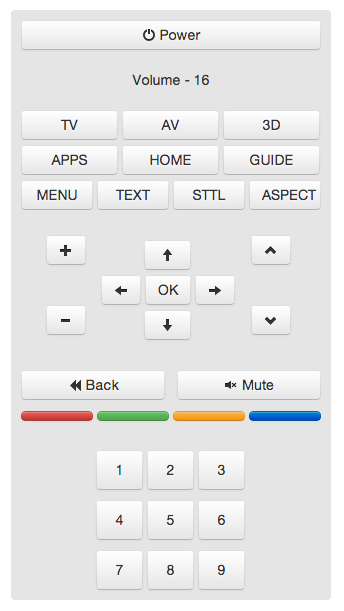 Power
Volume - 16
TV AV 3D
APPS HOME GUIDE
MENU TEXT STTL ASPECT
OK
Back Mute
1 2 3
4 5 6
7 8 9